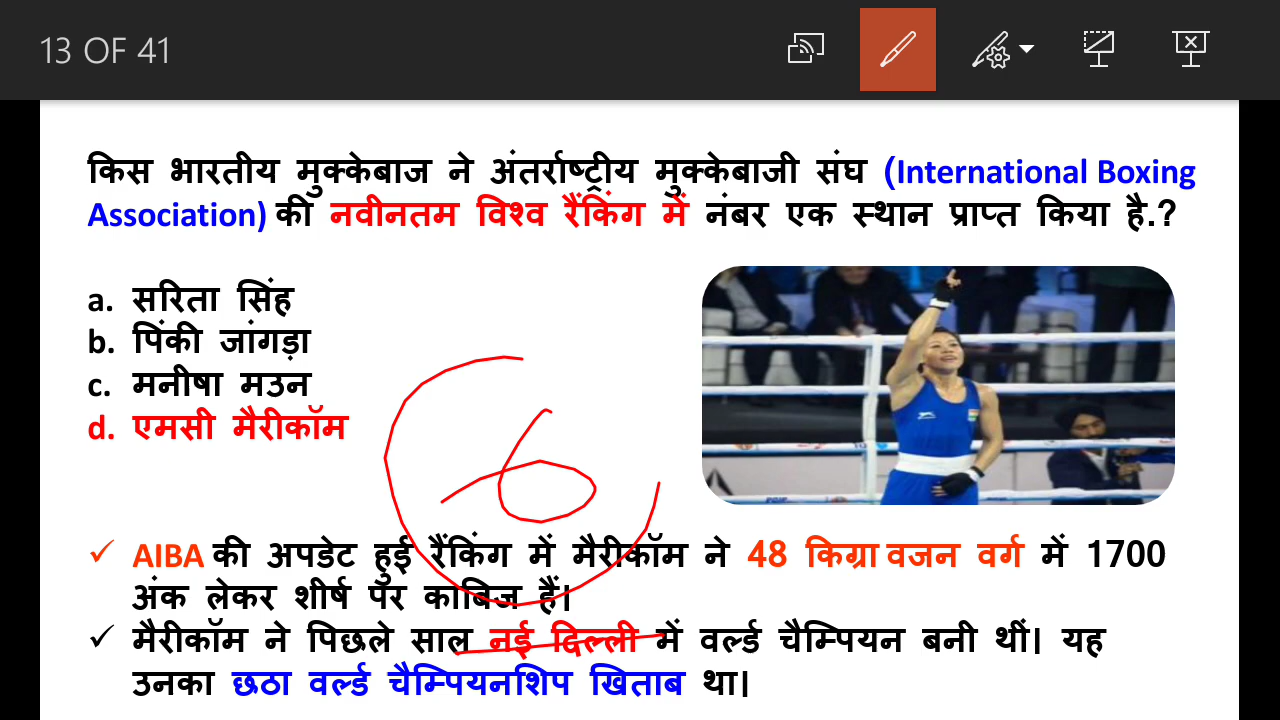 13 OF 41
किस भारतीय मुक्केबाज ने अंतर्राष्ट्रीय मुक्केबाजी संघ (International Boxing
Association) की नवीनतम विश्व रैंकिंग में नंबर एक स्थान प्राप्त किया है.?
a. सरिता सिंह
b. पिंकी जांगड़ा
c. मनीषा मउन
d. एमसी मैरीकॉम
6
✓ AIBA की अपडेट हुई रैंकिंग में मैरीकॉम ने 48 किग्रा वजन वर्ग में 1700
अंक लेकर शीर्ष पर काबिज हैं।
✓ मैरीकॉम ने पिछले साल नई दिल्ली में वर्ल्ड चैम्पियन बनी थीं। यह
उनका छठा वर्ल्ड चैम्पियनशिप खिताब था।